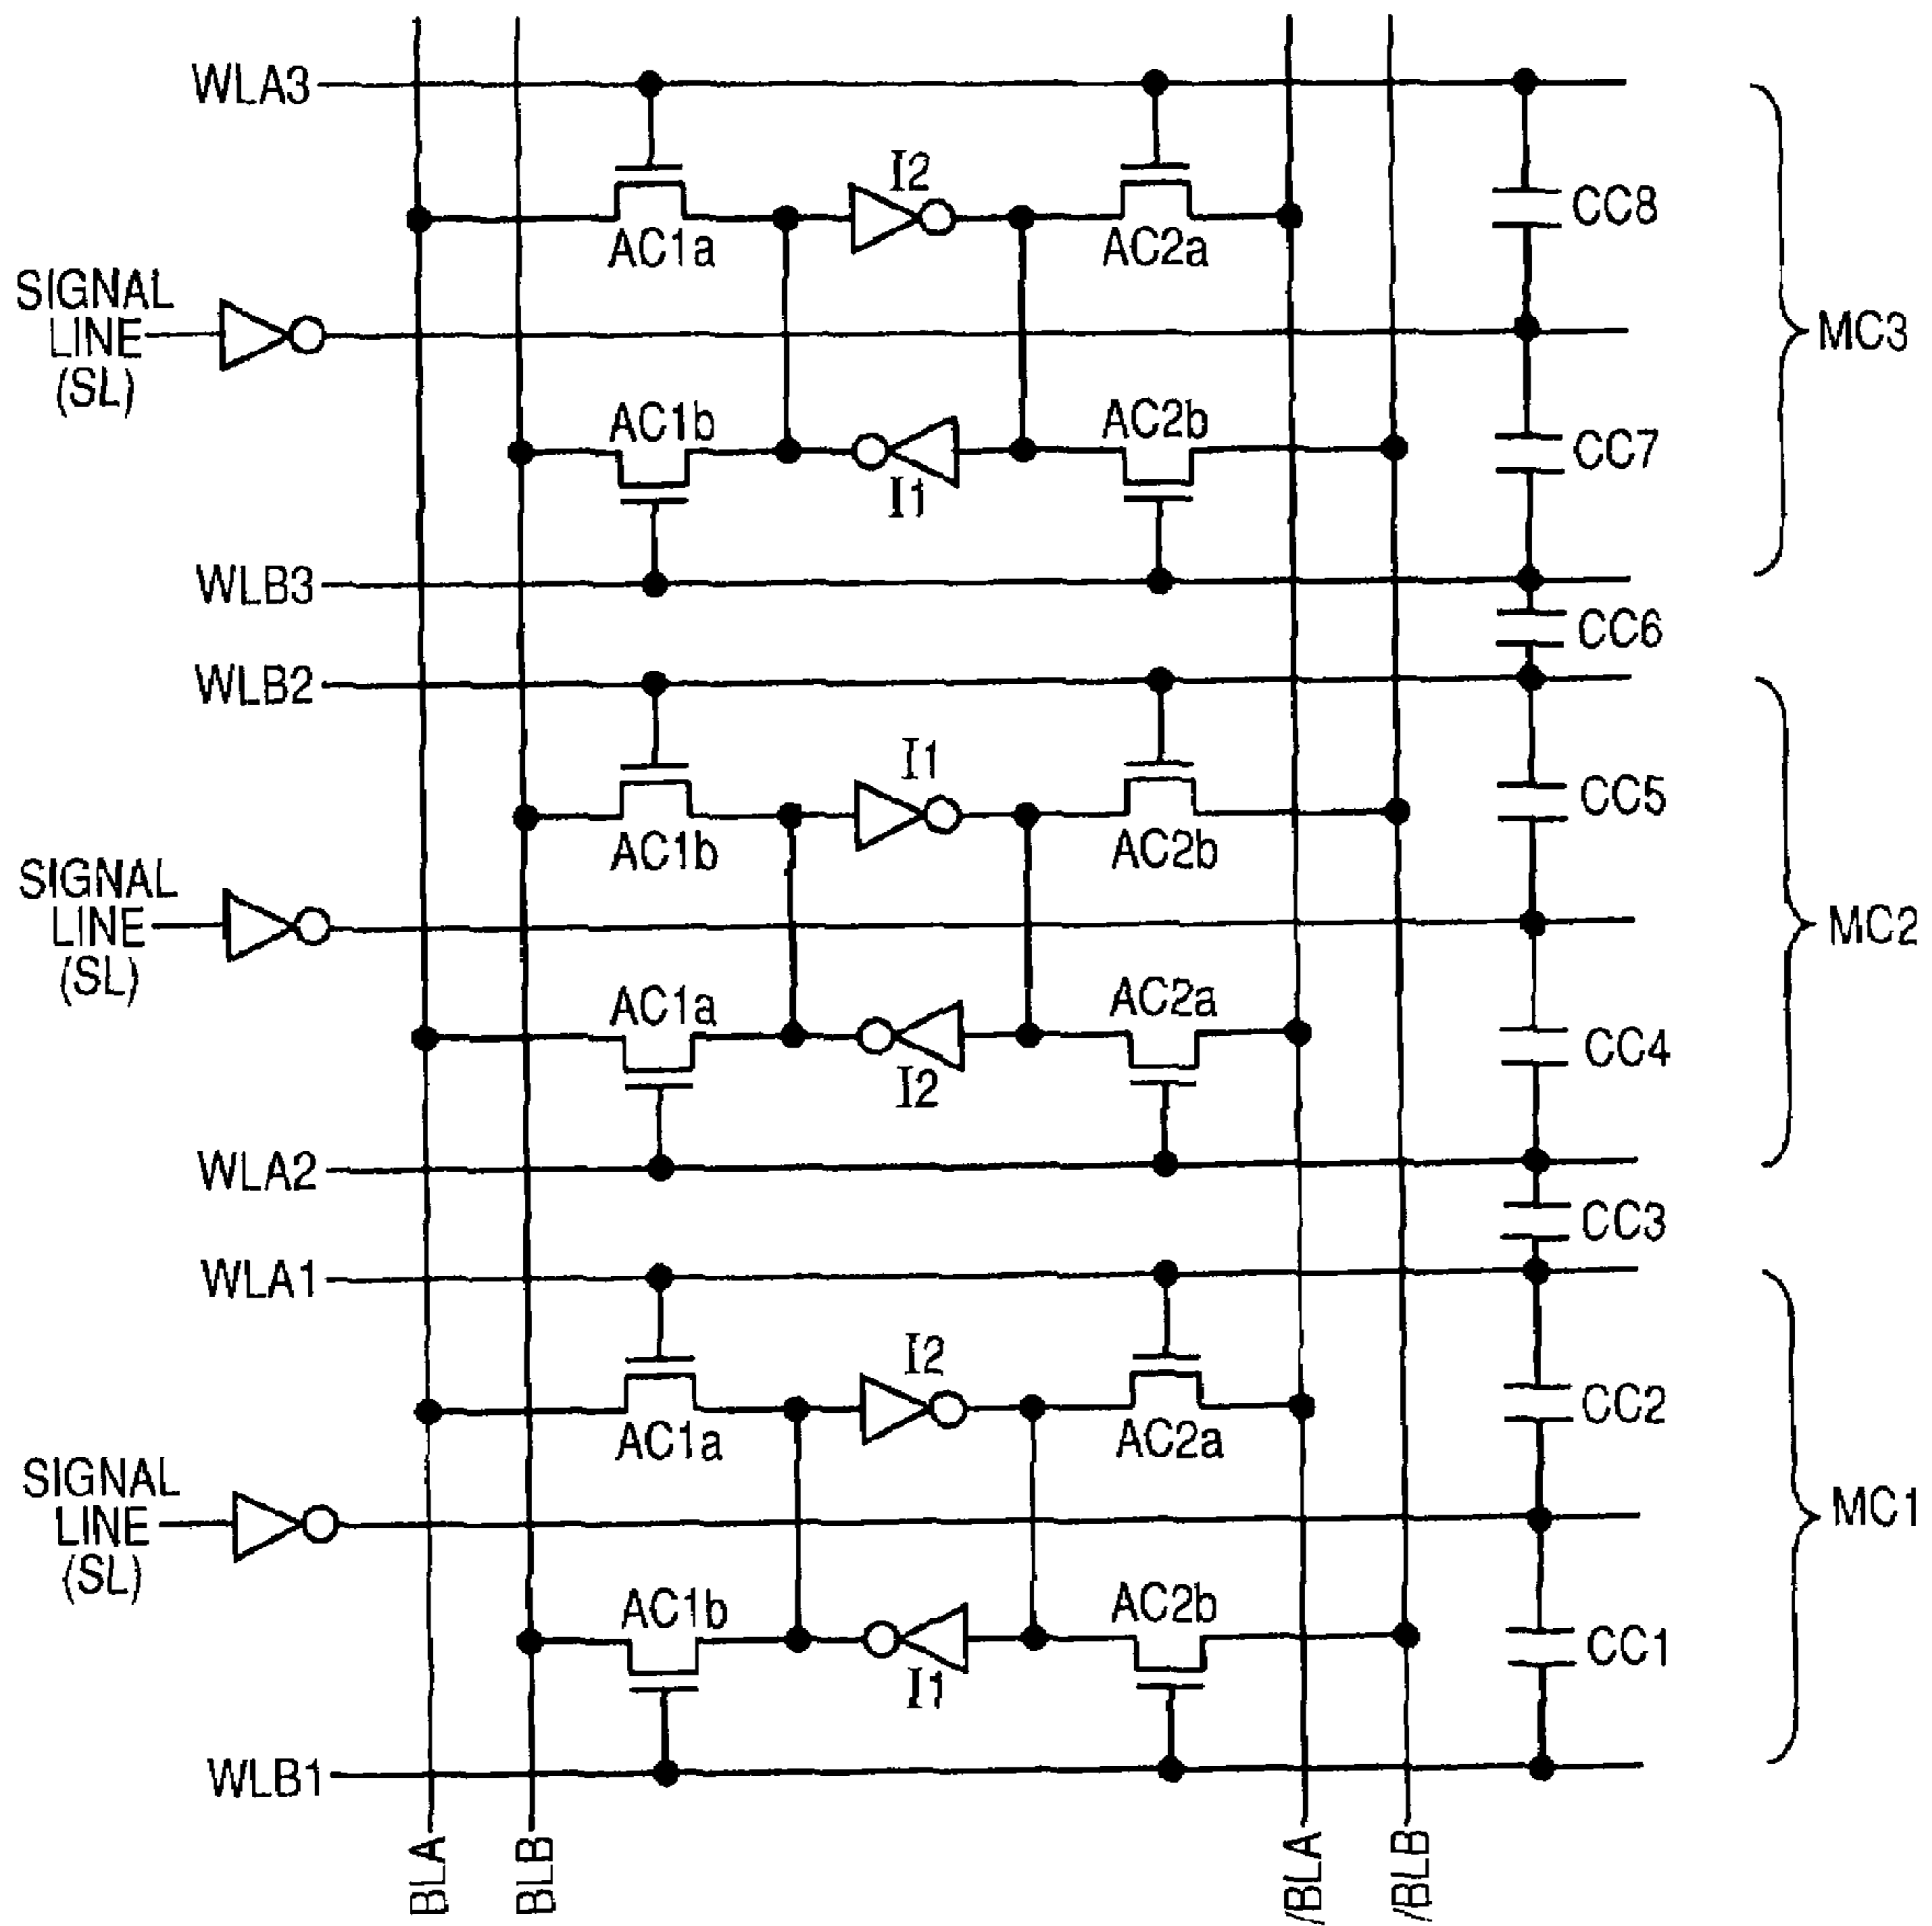 WLA3
I2
AC1a
AC2a
CC8
SIGNAL
LINE
(SL)
MC3
AC1b
AC2b
I1
CC7
WLB3
CC6
WLB2
I1
AC1b
AC2b
CC5
SIGNAL
LINE
(SL)
MC2
AC1a
AC2a
I2
CC4
WLA2
CC3
WLA1
I2
AC1a
AC2a
CC2
SIGNAL
LINE
(SL)
MC1
AC1b
AC2b
I1
CC1
WLB1
BLA
BLB
/BLA
/BLB